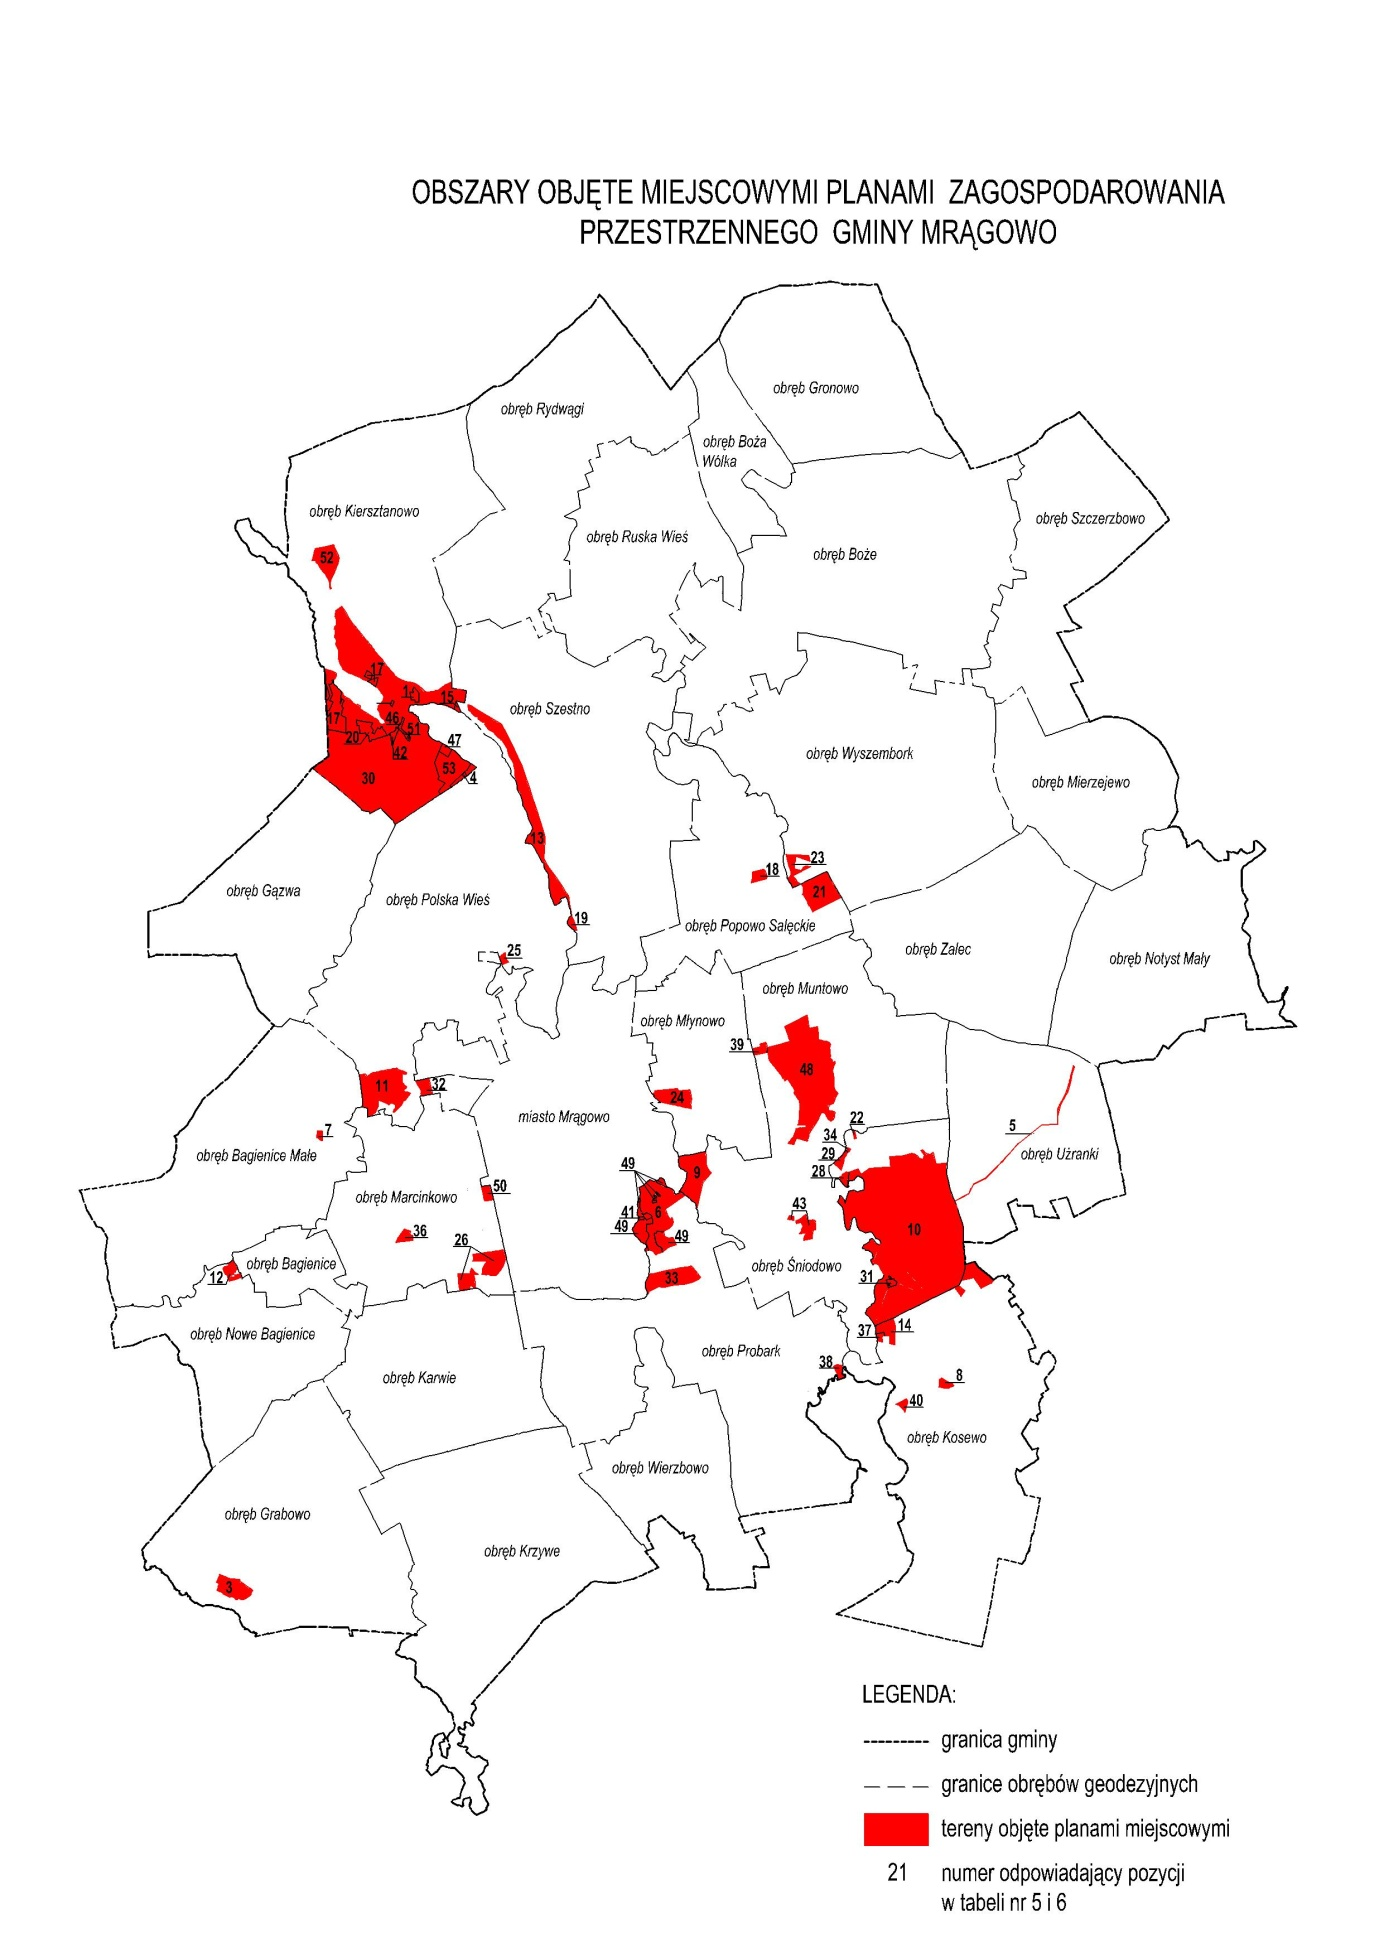 OBSZARY OBJĘTE MIEJSCOWYMI PLANAMI ZAGOSPODAROWANIA
PRZESTRZENNEGO GMINY MRĄGOWO
obręb Gronowo
obręb Rydwągi
obręb Boża
Wólka
obręb Kiersztanowo
obręb Szczerzbowo
obręb Ruska Wieś
obręb Boże
52
17
1
15
obręb Szestno
17
46
51
20
42
47
obręb Wyszembork
30
53
4
obręb Mierzejewo
13
18
23
21
obręb Gązwa
obręb Polska Wieś
19
obręb Popowo Salęckie
25
obręb Zalec
obręb Notyst Mały
obręb Muntowo
obręb Młynowo
39
48
11
32
24
miasto Mrągowo
7
22
34
29
28
5
obręb Bagienice Małe
obręb Użranki
49
9
50
obręb Marcinkowo
41
6
49
49
43
10
36
26
12
obręb Bagienice
33
obręb Śniodowo
31
obręb Nowe Bagienice
37
14
obręb Probark
38
obręb Karwie
8
40
obręb Kosewo
obręb Wierzbowo
obręb Grabowo
obręb Krzywe
3
LEGENDA:
granica gminy
granice obrębów geodezyjnych
tereny objęte planami miejscowymi
21 numer odpowiadający pozycji
w tabeli nr 5 i 6